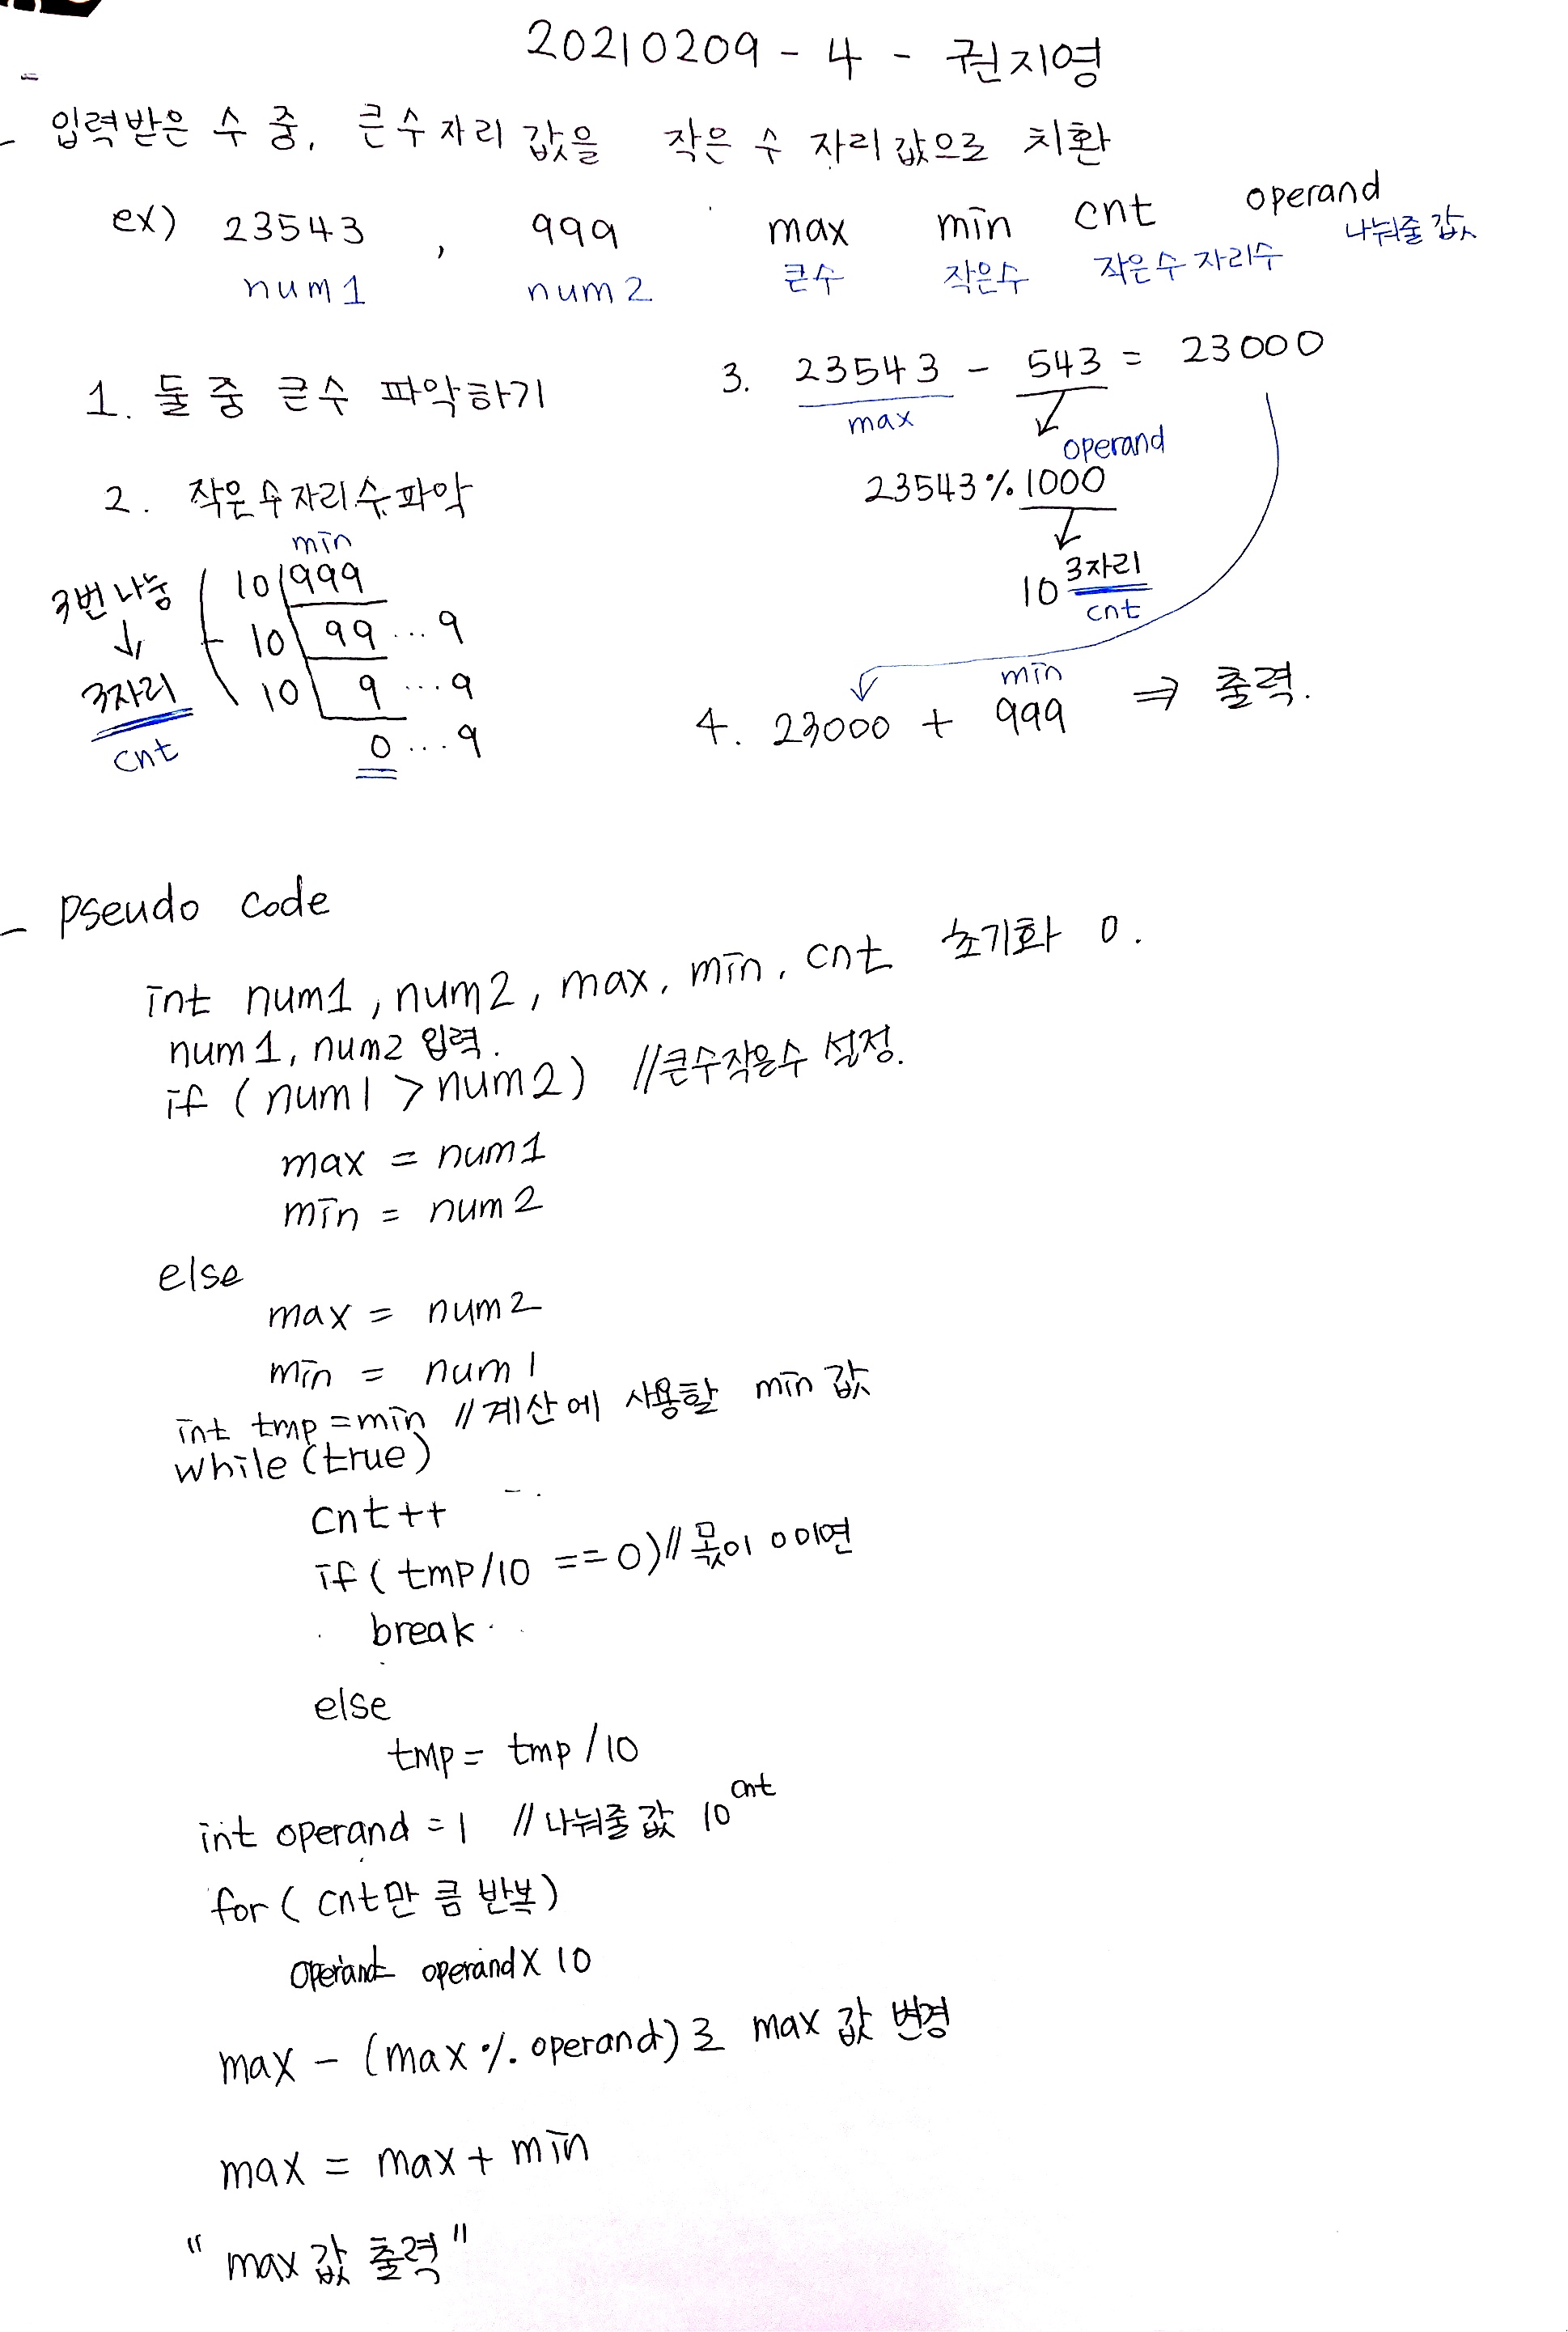 20210209 - 4 - 권지영
- 입력받은 수 중, 큰수자리 값을 작은 수 자리값으로 치환
ex) 23543 , 999
num1 num2
max min cnt operand
큰수 작은수 작은수자리수 나눠줄값
1. 둘 중 큰수 파악하기
2. 작은수자리수파악
min
3번나눔 10 999
↓ 10 99 ... 9
3자리 10 9 ... 9
cnt 0 ... 9
3. 23543 - 543 = 23000
max
operand
23543 % 1000
10 3자리
cnt
min
4. 23000 + 999 ⇒ 출력.
- pseudo code
int num1, num2, max, min, cnt 초기화 0.
num1, num2 입력.
if (num1 > num2) //큰수작은수 설정.
max = num1
min = num2
else
max = num2
min = num1
int tmp = min //계산에 사용할 min 값
while(true)
cnt++
if( tmp/10 == 0) //몫이 0이면
break
else
tmp = tmp/10
int operand = 1 //나눠줄값 10^cnt
for( cnt만큼 반복)
operand= operand X 10
max - (max % operand)로 max 값 변경
max = max + min
"max 값 출력"